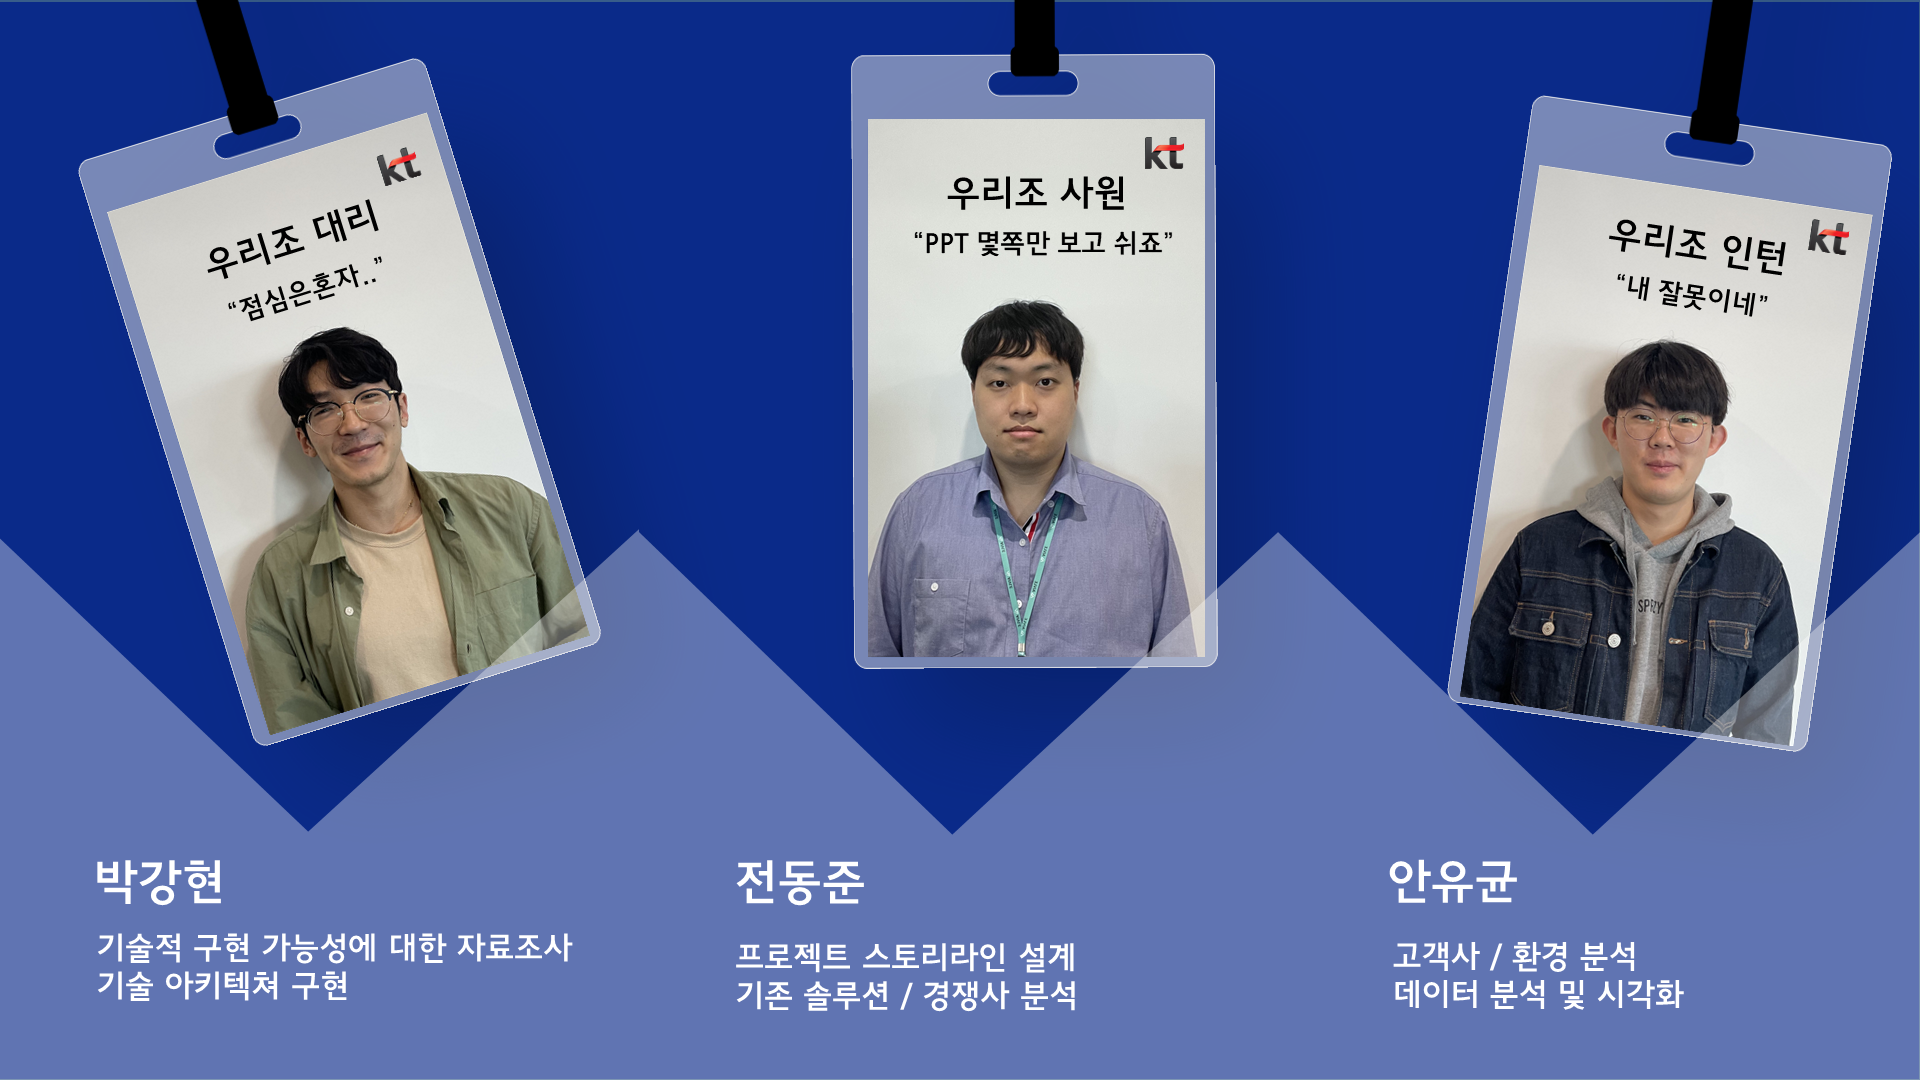 kt
우리조 대리
“점심은혼자..”
kt
우리조 사원
“PPT 몇쪽만 보고 쉬죠”
kt
우리조 인턴
“내 잘못이네”
박강현
기술적 구현 가능성에 대한 자료조사
기술 아키텍쳐 구현
전동준
프로젝트 스토리라인 설계
기존 솔루션 / 경쟁사 분석
안유균
고객사 / 환경 분석
데이터 분석 및 시각화